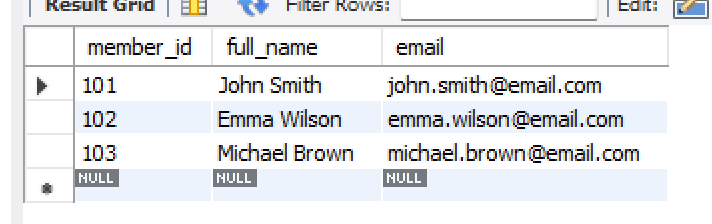 Result Grid Filter Rows: Edit:
member_id full_name email
101 John Smith john.smith@email.com
102 Emma Wilson emma.wilson@email.com
103 Michael Brown michael.brown@email.com
NULL NULL NULL